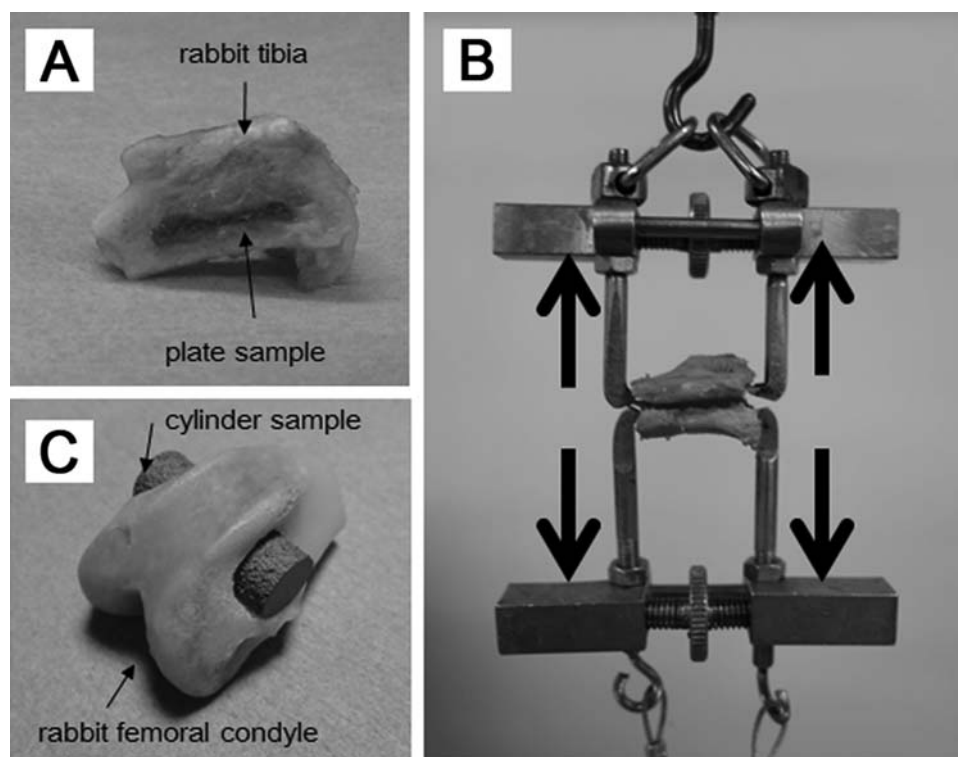 A
rabbit tibia
plate sample
B
C
cylinder sample
rabbit femoral condyle